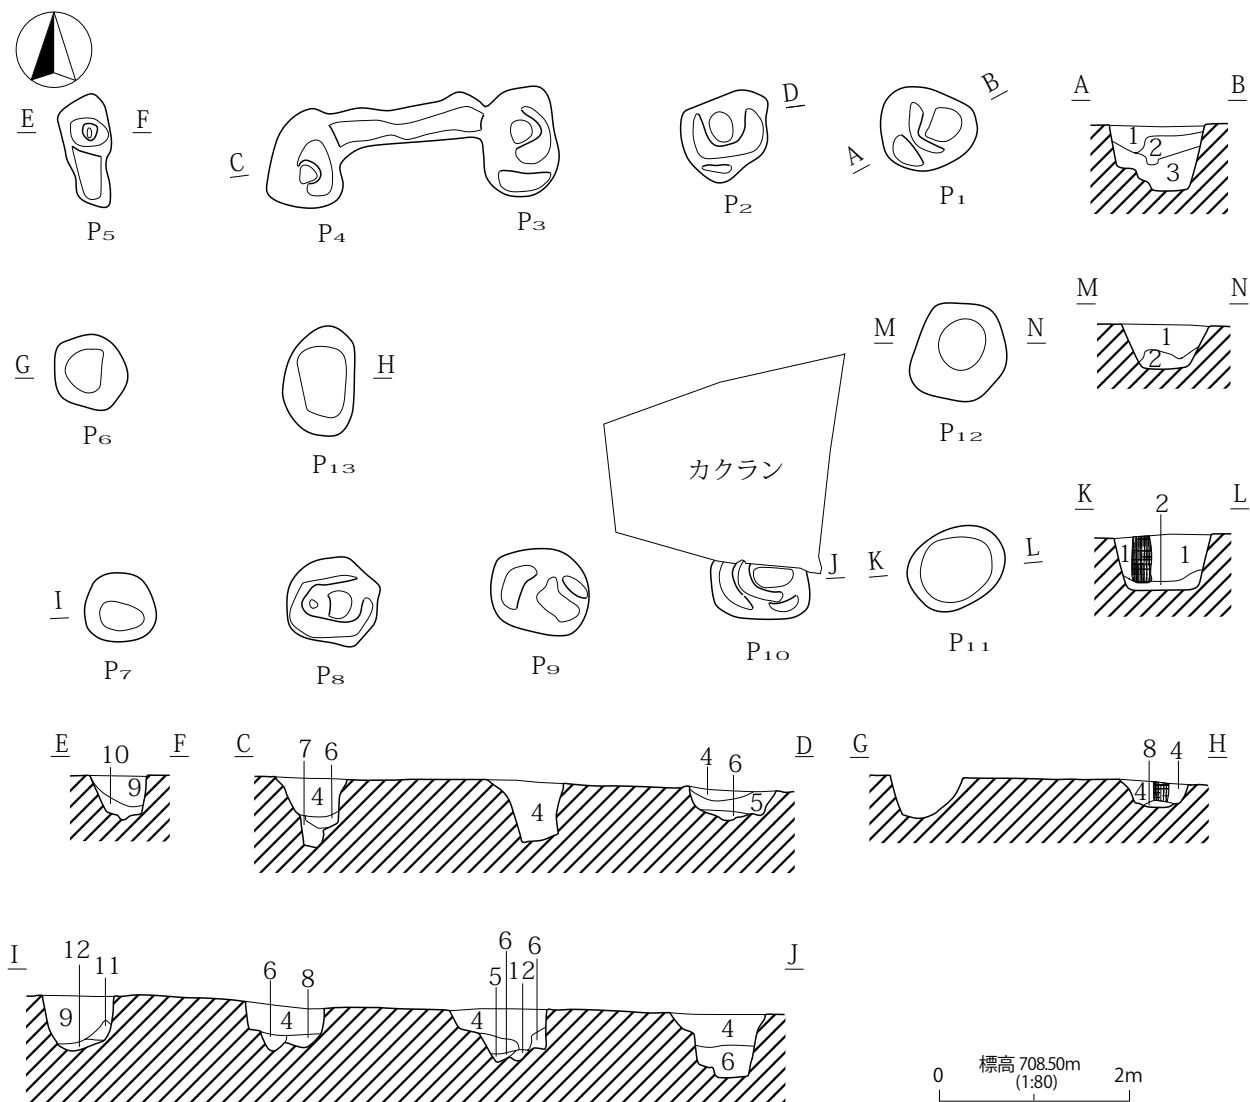 E F
P5
C
P4
P3
D
P2
A B
P1
A B
1
2
3
G
P6
H
P13
カクラン
M N
P12
M N
1
2
I
P7
P8
P9
J
P10
K L
P11
K L
2
1 1
E F
10
9
C D
7 6
4
4
4 6
5
G H
8 4
4
I J
12
11
9
6 8
4
6 6
5 12
4
4
6
標高 708.50m
(1:80)
0 2m